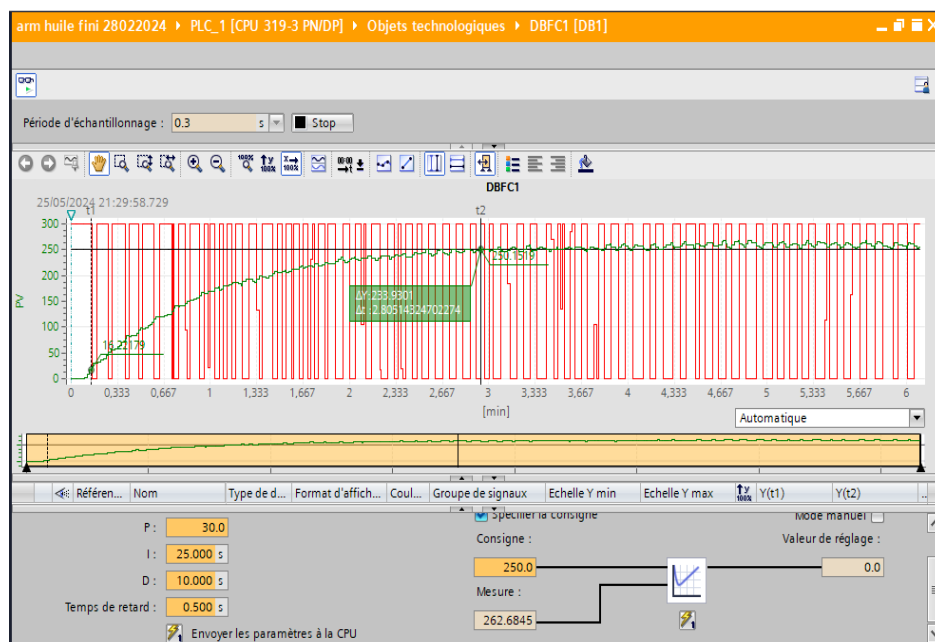 arm huile fini 28022024 ▸ PLC_1 [CPU 319-3 PN/DP] ▸ Objets technologiques ▸ DBFC1 [DB1]
Période d'échantillonnage : 0.3 s Stop
DBFC1
25/05/2024 21:29:58.729
t1 t2
300
250
200
150
100
50
0
PV
250.1519
ΔY:233.9301
Δt :2.80514324702274
16.22179
0 0,333 0,667 1 1,333 1,667 2 2,333 2,667 3 3,333 3,667 4 4,333 4,667 5 5,333 5,667 6
[min]
Automatique
Référen... Nom Type de d... Format d'affich... Coul... Groupe de signaux Echelle Y min Echelle Y max Y(t1) Y(t2) ...
P : 30.0
I : 25.000 s
D : 10.000 s
Temps de retard : 0.500 s
Envoyer les paramètres à la CPU
Spécifier la consigne
Consigne :
250.0
Mesure :
262.6845
Mode manuel
Valeur de réglage :
0.0